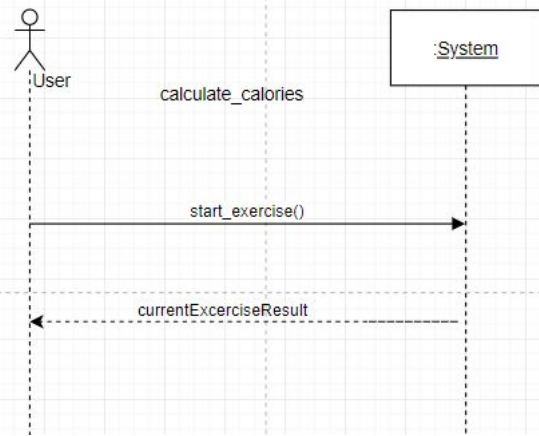 :System
User
calculate_calories
start_exercise()
currentExcerciseResult